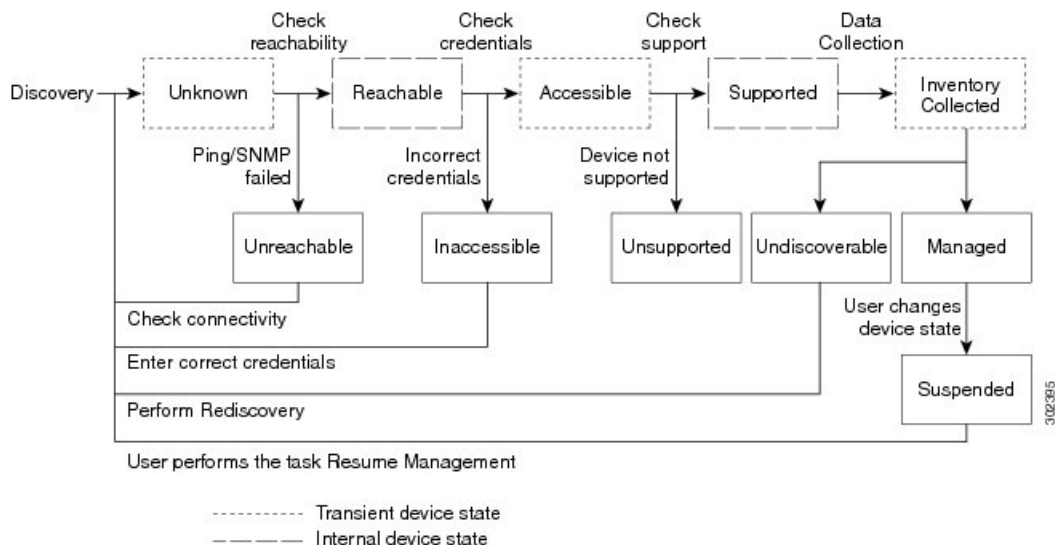 Check
reachability
Check
credentials
Check
support
Data
Collection
Discovery
Unknown
Reachable
Accessible
Supported
Inventory
Collected
Ping/SNMP
failed
Incorrect
credentials
Device not
supported
Unreachable
Inaccessible
Unsupported
Undiscoverable
Managed
Check connectivity
User changes
device state
Enter correct credentials
Suspended
Perform Rediscovery
302395
User performs the task Resume Management
Transient device state
Internal device state